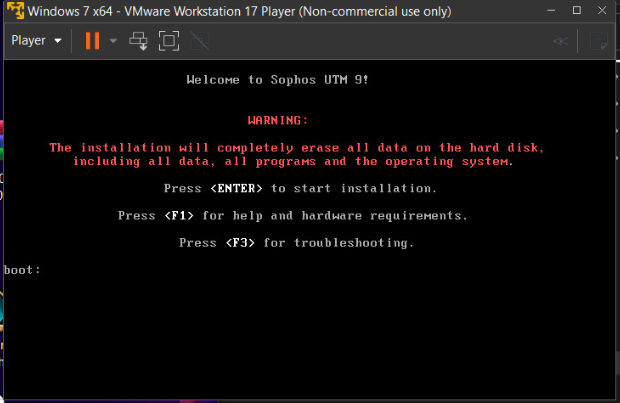 Windows 7 x64 - VMware Workstation 17 Player (Non-commercial use only)
Player
Welcome to Sophos UTM 9!
WARNING:
The installation will completely erase all data on the hard disk,
including all data, all programs and the operating system.
Press <ENTER> to start installation.
Press <F1> for help and hardware requirements.
Press <F3> for troubleshooting.
boot: